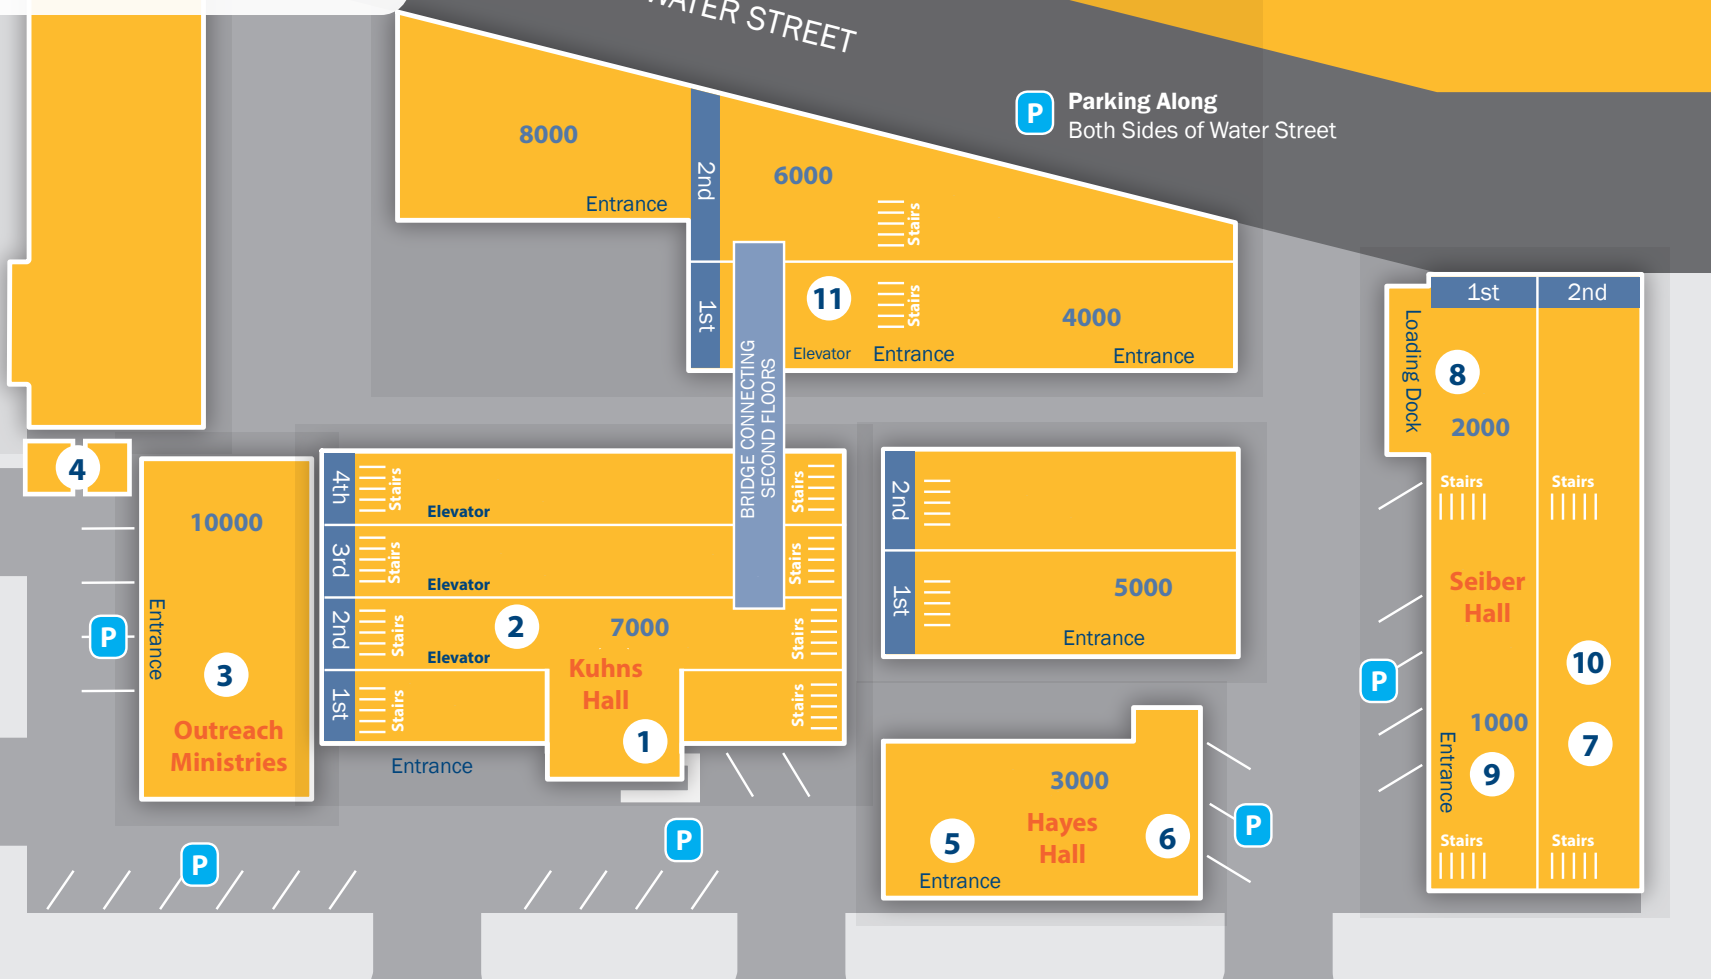 WATER STREET
P
Parking Along
Both Sides of Water Street
8000
Entrance
2nd
6000
Stairs
1st
11
Stairs
4000
Elevator
Entrance
Entrance
BRIDGE CONNECTING
SECOND FLOORS
1st
2nd
Loading Dock
8
2000
Stairs
Stairs
Seiber
Hall
10
P
1000
7
Entrance
9
Stairs
Stairs
4
10000
Entrance
P
3
Outreach
Ministries
4th
Stairs
Elevator
Stairs
3rd
Stairs
Elevator
Stairs
2nd
Stairs
2
7000
Stairs
Elevator
Kuhns
Hall
1st
Stairs
1
Stairs
Entrance
2nd
1st
5000
Entrance
3000
Hayes
Hall
5
6
Entrance
P
P
P